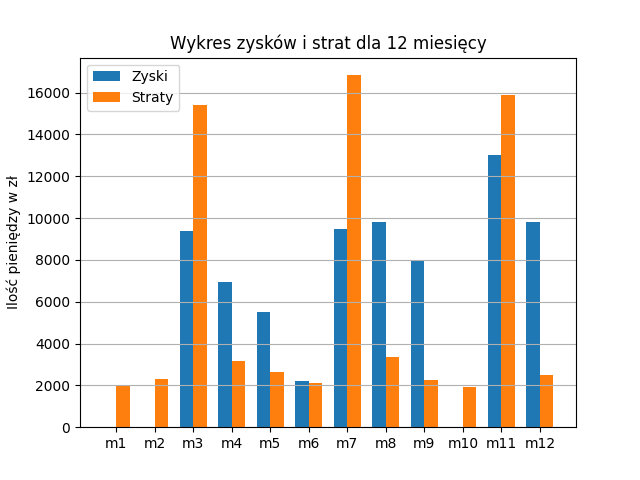 Wykres zysków i strat dla 12 miesięcy
Zyski
Straty
Ilość pieniędzy w zł
16000
14000
12000
10000
8000
6000
4000
2000
0
m1 m2 m3 m4 m5 m6 m7 m8 m9 m10 m11 m12